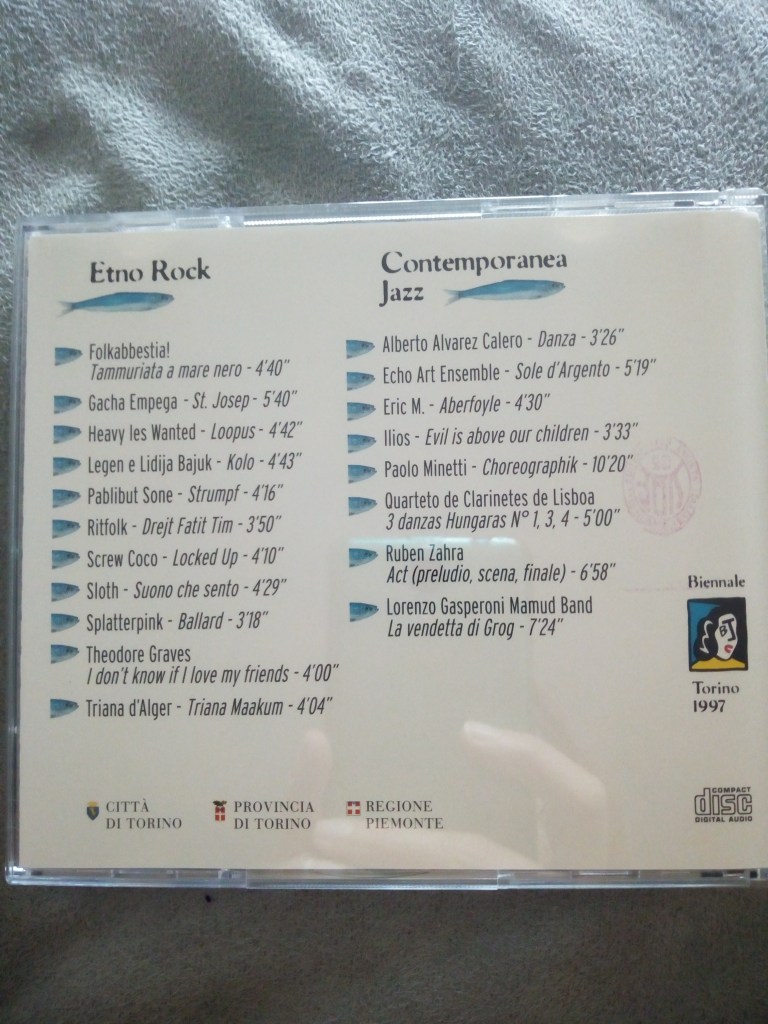 Etno Rock
Folkabbestia!
Tammuriata a mare nero - 4'40"
Gacha Empega - St. Josep - 5'40"
Heavy les Wanted - Loopus - 4'42"
Legen e Lidija Bajuk - Kolo - 4'43"
Pablibut Sone - Strumpf - 4'16"
Ritfolk - Drejt Fatit Tim - 3'50"
Screw Coco - Locked Up - 4'10"
Sloth - Suono che sento - 4'29"
Splatterpink - Ballard - 3'18"
Theodore Graves
I don't know if I love my friends - 4'00"
Triana d'Alger - Triana Maakum - 4'04"
Contemporanea
Jazz
Alberto Alvarez Calero - Danza - 3'26"
Echo Art Ensemble - Sole d'Argento - 5'19"
Eric M. - Aberfoyle - 4'30"
Ilios - Evil is above our children - 3'33"
Paolo Minetti - Choreographik - 10'20"
Quarteto de Clarinetes de Lisboa
3 danzas Hungaras N° 1, 3, 4 - 5'00"
Ruben Zahra
Act (preludio, scena, finale) - 6'58"
Lorenzo Gasperoni Mamud Band
La vendetta di Grog - 7'24"
Biennale
BJ
Torino
1997
CITTÀ
DI TORINO
PROVINCIA
DI TORINO
REGIONE
PIEMONTE
COMPACT
disc
DIGITAL AUDIO